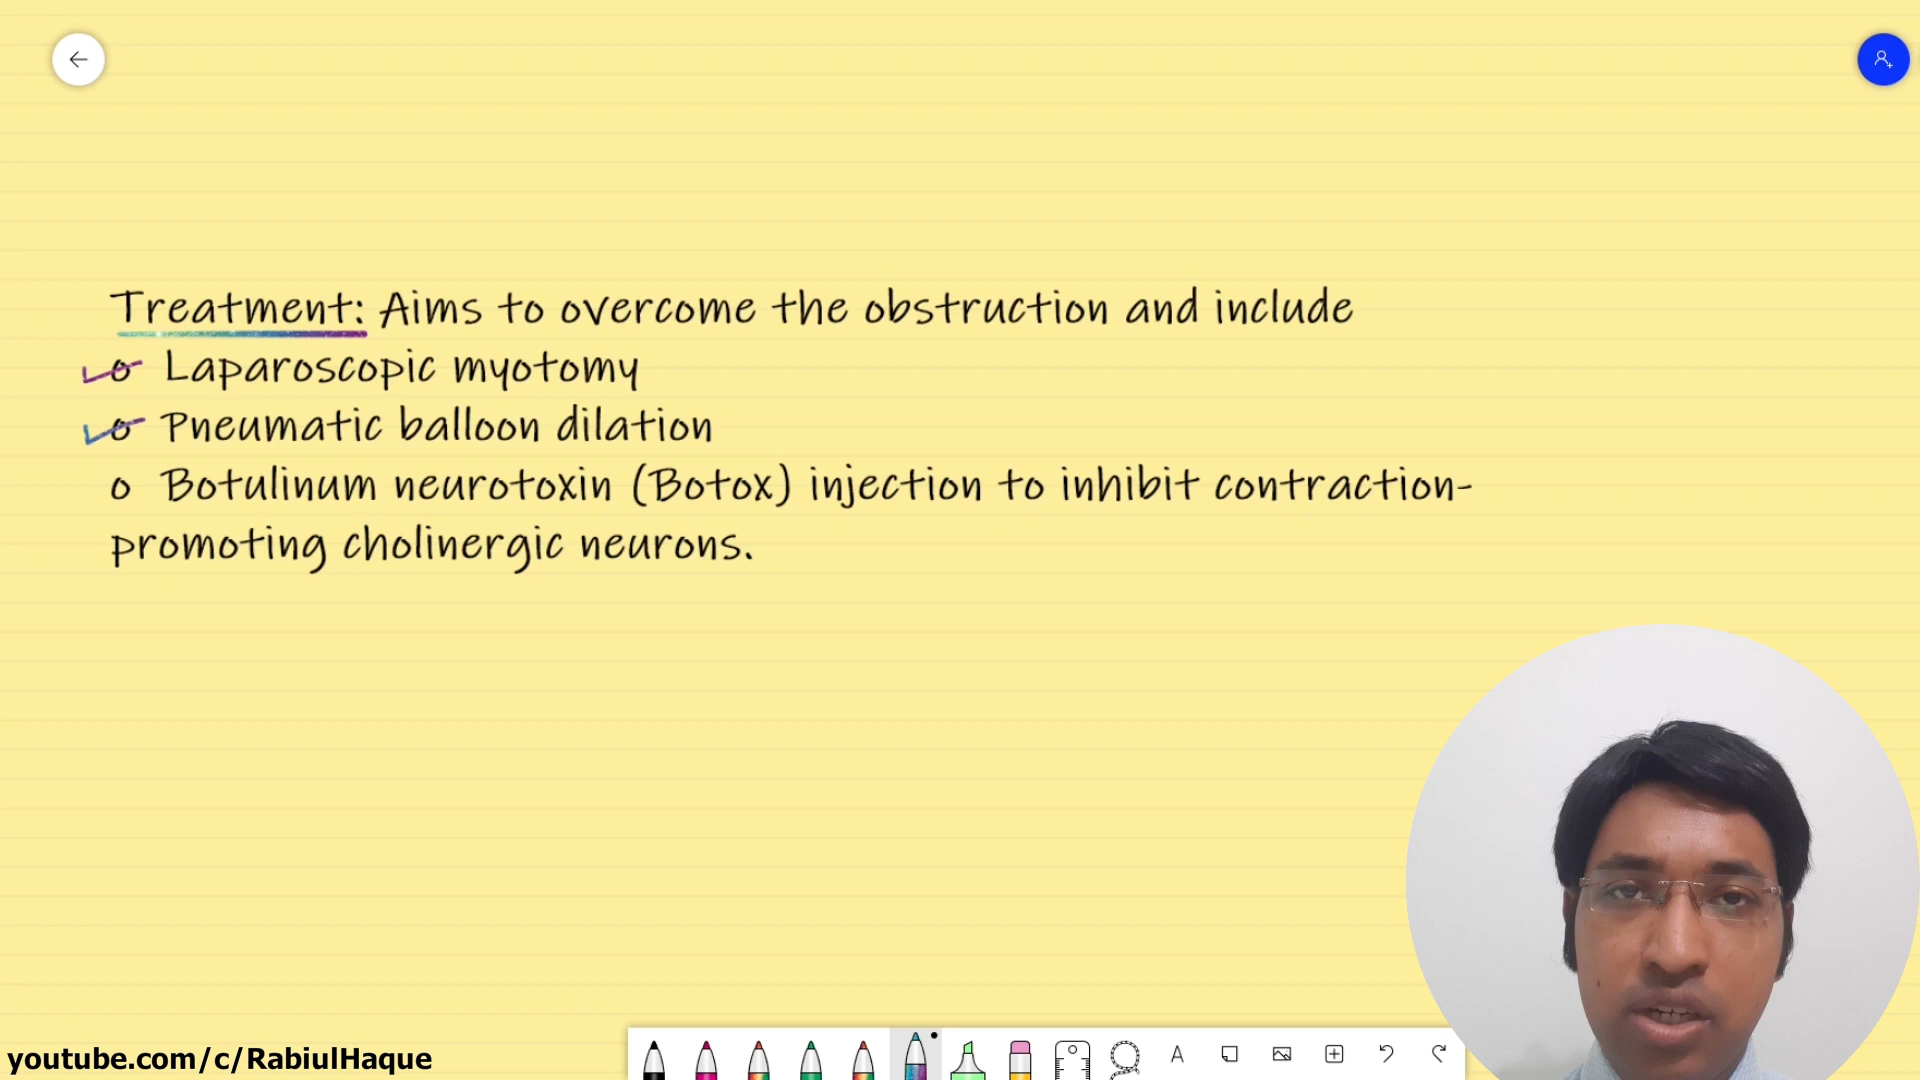 Treatment: Aims to overcome the obstruction and include
o Laparoscopic myotomy
o Pneumatic balloon dilation
o Botulinum neurotoxin (Botox) injection to inhibit contraction-
promoting cholinergic neurons.
youtube.com/c/RabiulHaque
A